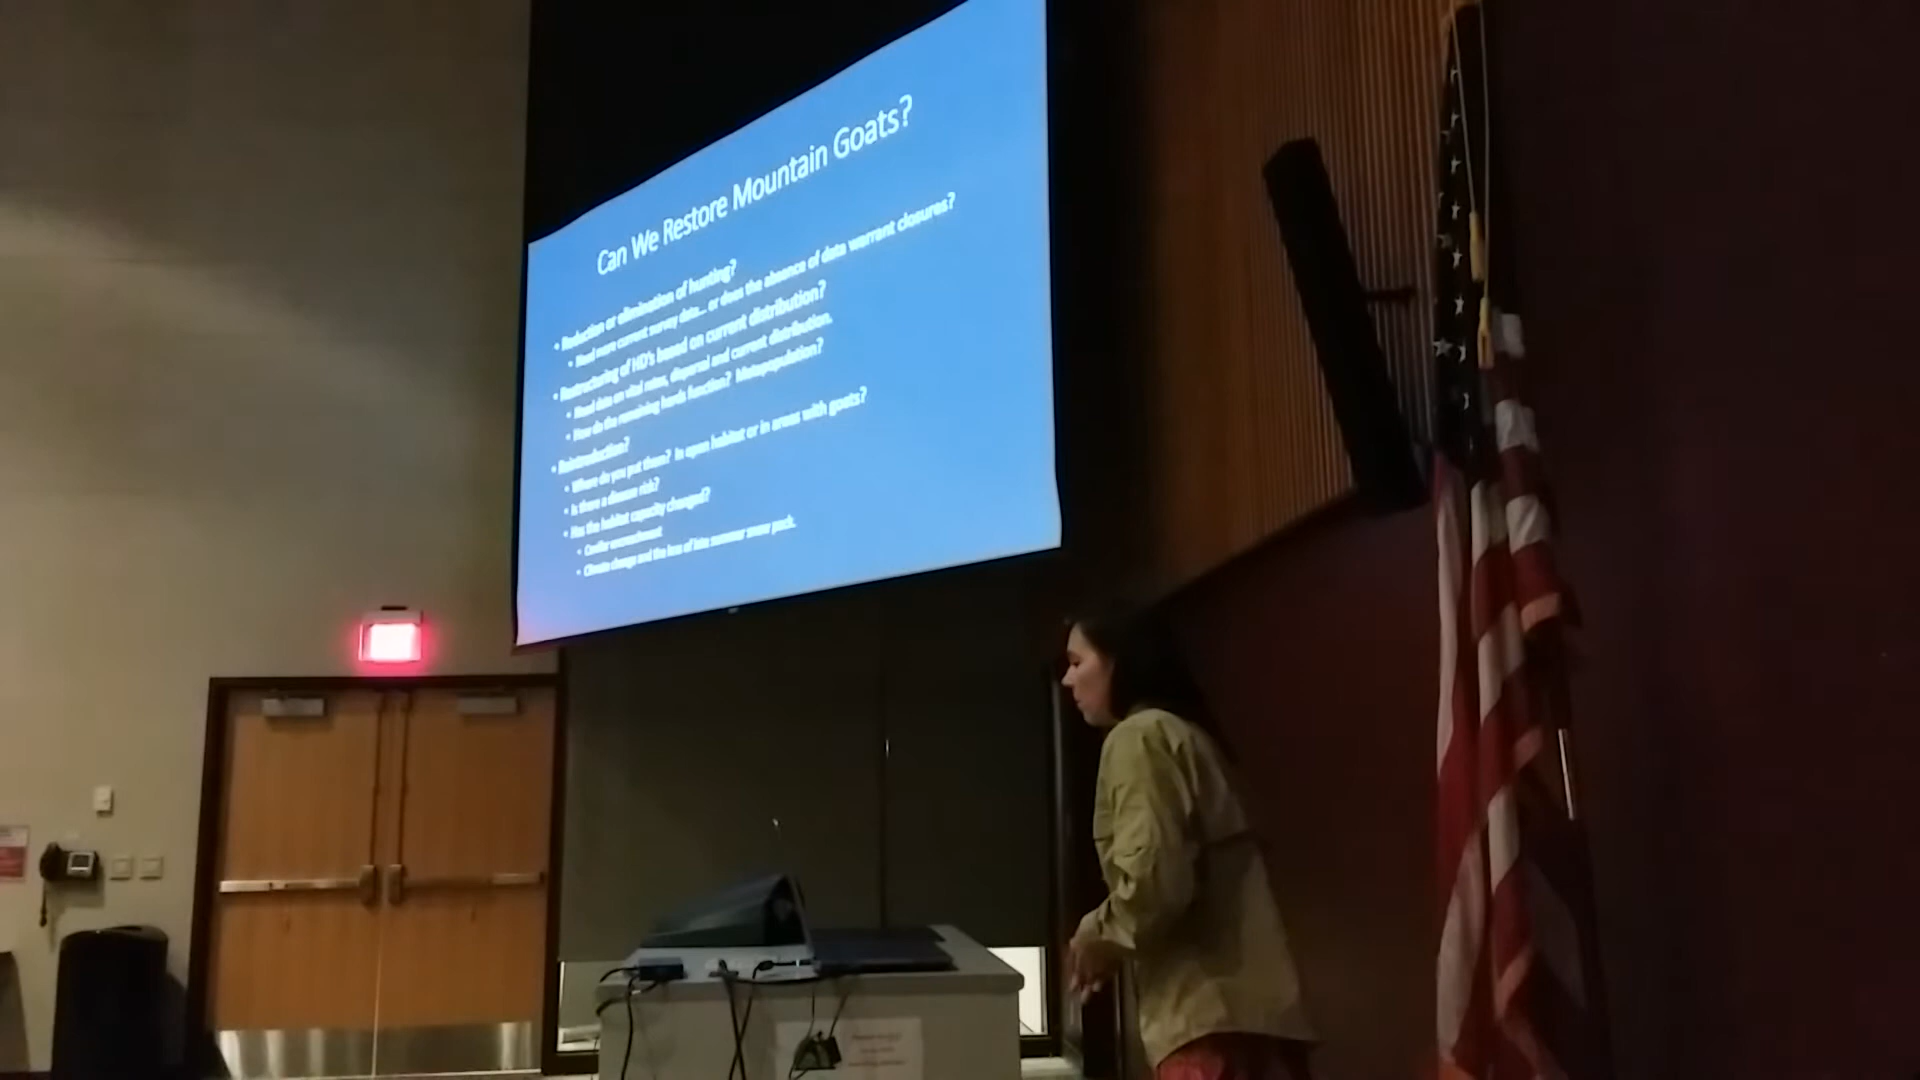 Can We Restore Mountain Goats?
• Reduction or elimination of hunting?
• Need more current survey data... or does the absence of data warrant closures?
• Restructuring of HD's based on current distribution?
• Need data on vital rates, dispersal and current distribution.
• How do the remaining herds function? Metapopulation?
• Reintroduction?
• Where do you put them? In open habitat or in areas with goats?
• Is there a disease risk?
• Has the habitat capacity changed?
• Conifer encroachment
• Climate change and the loss of late summer snow pack.